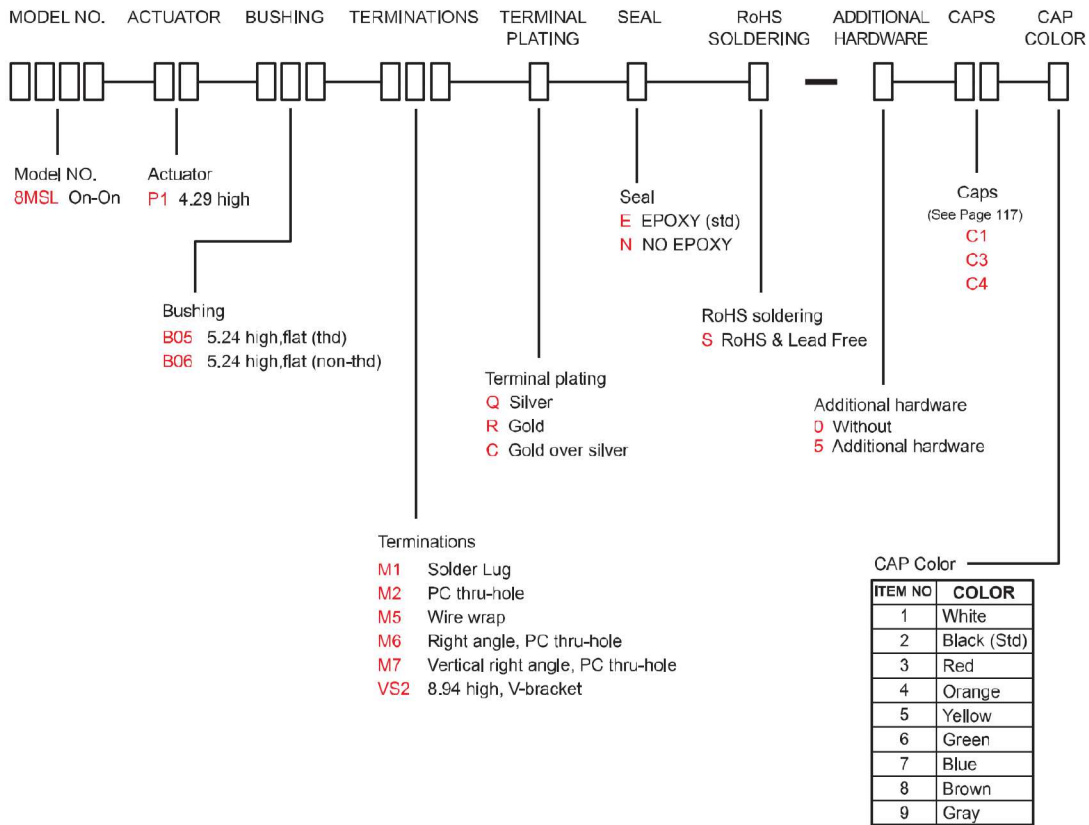 MODEL NO. ACTUATOR BUSHING TERMINATIONS TERMINAL PLATING SEAL RoHS SOLDERING ADDITIONAL HARDWARE CAPS CAP COLOR
Model NO.
8MSL On-On
Actuator
P1 4.29 high
Bushing
B05 5.24 high,flat (thd)
B06 5.24 high,flat (non-thd)
Terminations
M1 Solder Lug
M2 PC thru-hole
M5 Wire wrap
M6 Right angle, PC thru-hole
M7 Vertical right angle, PC thru-hole
VS2 8.94 high, V-bracket
Terminal plating
Q Silver
R Gold
C Gold over silver
Seal
E EPOXY (std)
N NO EPOXY
RoHS soldering
S RoHS & Lead Free
Additional hardware
0 Without
5 Additional hardware
Caps
(See Page 117)
C1
C3
C4
CAP Color
ITEM NO COLOR
1 White
2 Black (Std)
3 Red
4 Orange
5 Yellow
6 Green
7 Blue
8 Brown
9 Gray